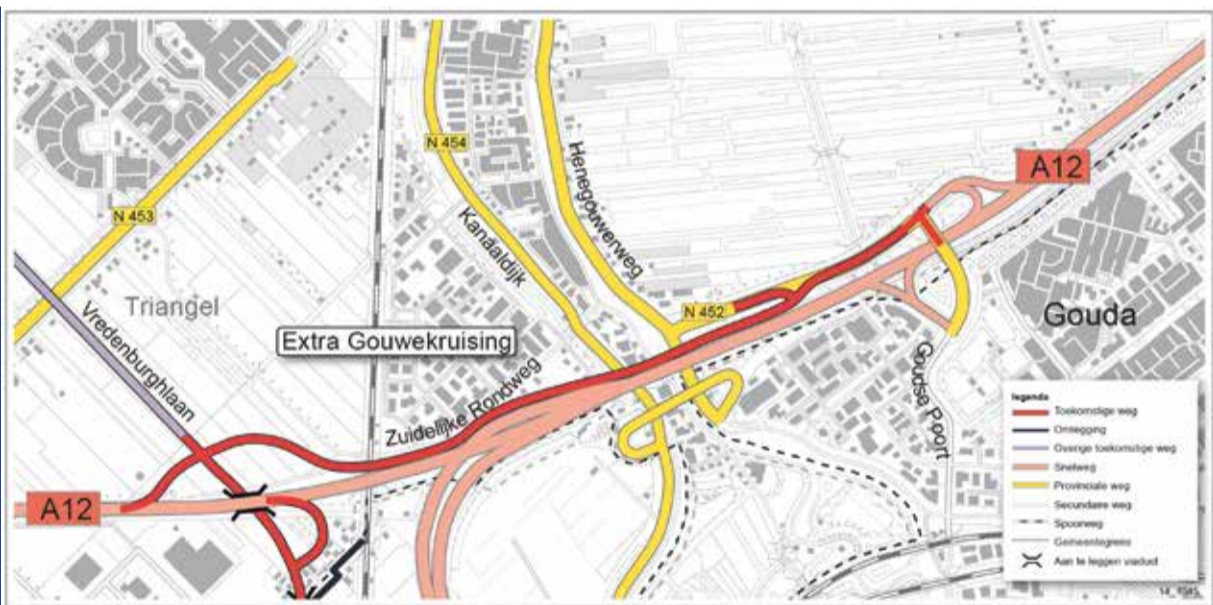 A12
N 454
Henegouwerweg
N 453
Kanaaldijk
Triangel
N 452
Gouda
Extra Gouwekruising
Vredenburghlaan
Goudse Poort
Zuidelijke Rondweg
A12
legenda
Toekomstige weg
Omlegging
Overige toekomstige weg
Snelweg
Provinciale weg
Secundaire weg
Spoorweg
Gemeentegrens
Aan te leggen viaduct